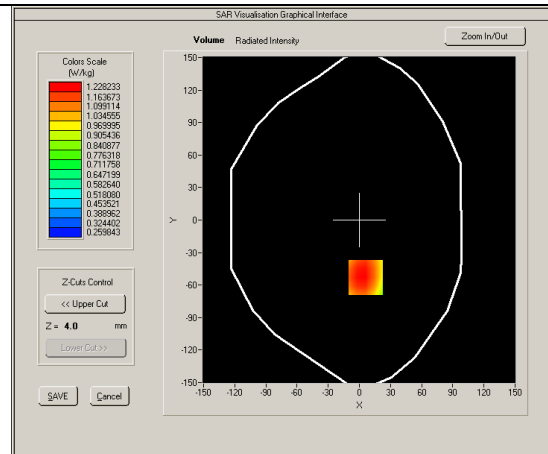 SAR Visualisation Graphical Interface
Volume Radiated Intensity
Zoom In/Out
Colors Scale
(W/kg)
1.228233
1.163673
1.099114
1.034555
0.969995
0.905436
0.840877
0.776318
0.711758
0.647199
0.582640
0.518080
0.453521
0.388962
0.324402
0.259843
Z-Cuts Control
<< Upper Cut
Z = 4.0 mm
Lower Cut >>
SAVE Cancel
150
120
90
60
30
0
-30
-60
-90
-120
-150
Y
-150 -120 -90 -60 -30 0 30 60 90 120 150
X